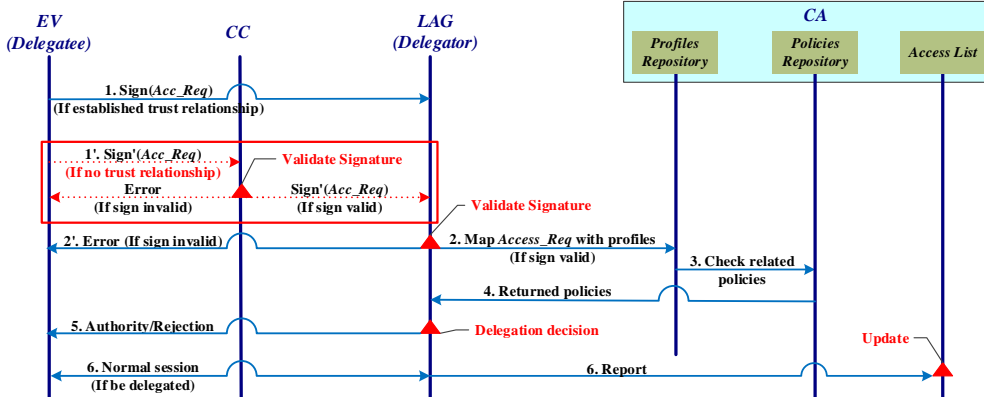 EV
(Delegatee)
CC
LAG
(Delegator)
CA
Profiles
Repository
Policies
Repository
Access List
1. Sign(Acc_Req)
(If established trust relationship)
1'. Sign'(Acc_Req)
(If no trust relationship)
Validate Signature
Error
(If sign invalid)
Sign'(Acc_Req)
(If sign valid)
Validate Signature
2'. Error (If sign invalid)
2. Map Access_Req with profiles
(If sign valid)
3. Check related
policies
4. Returned policies
5. Authority/Rejection
Delegation decision
Update
6. Normal session
(If be delegated)
6. Report